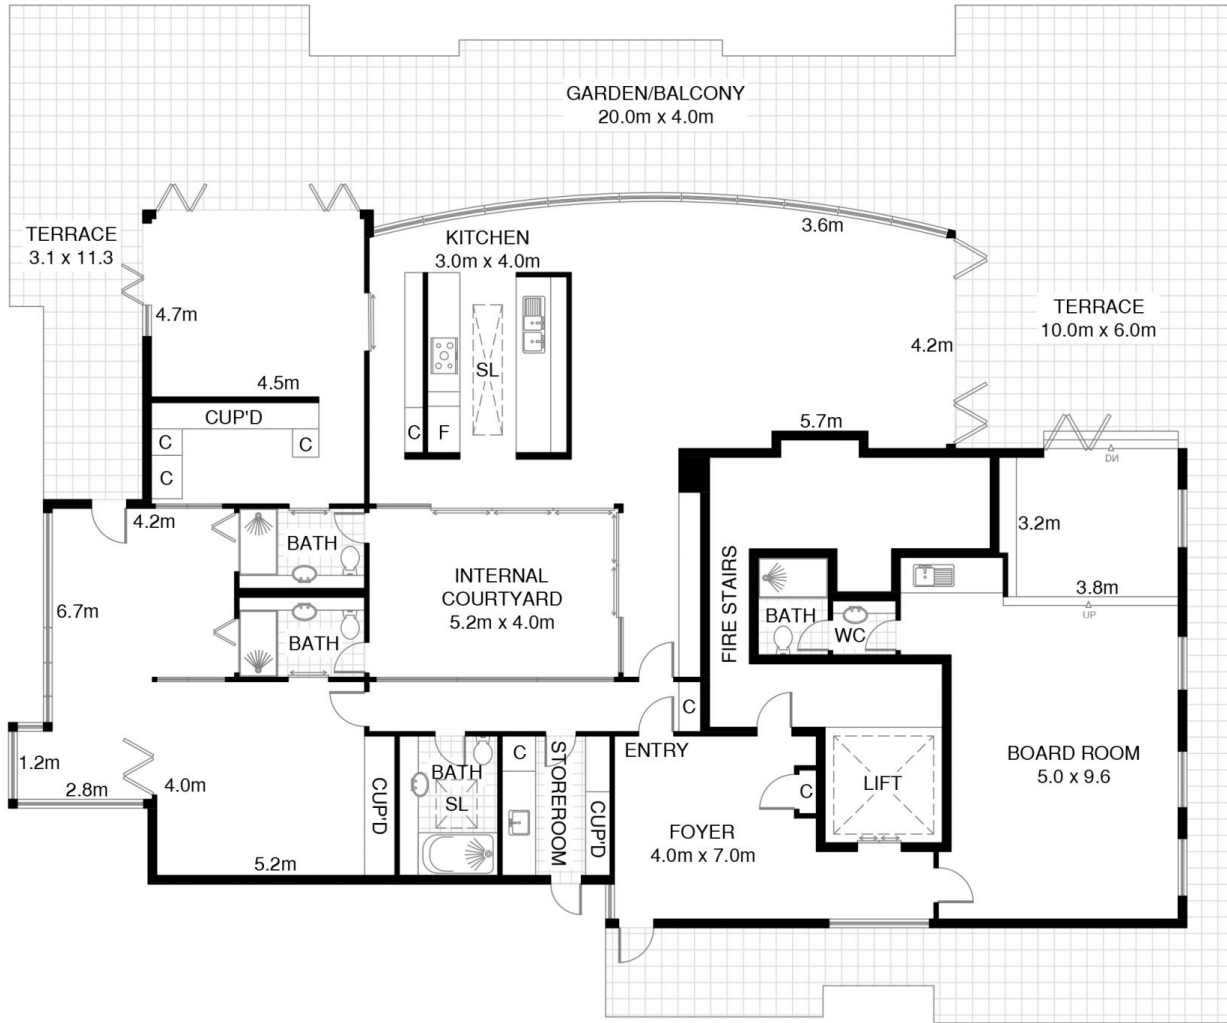 GARDEN/BALCONY
20.0m x 4.0m
TERRACE
3.1 x 11.3
KITCHEN
3.0m x 4.0m
3.6m
4.7m
4.5m
SL
4.2m
TERRACE
10.0m x 6.0m
CUP'D
C
C
C
C
F
5.7m
DN
4.2m
BATH
3.2m
3.8m
UP
6.7m
INTERNAL
COURTYARD
5.2m x 4.0m
FIRE STAIRS
BATH
WC
BATH
C
1.2m
2.8m
4.0m
5.2m
CUP'D
BATH
SL
C
STOREROOM
CUP'D
ENTRY
C
LIFT
FOYER
4.0m x 7.0m
BOARD ROOM
5.0 x 9.6